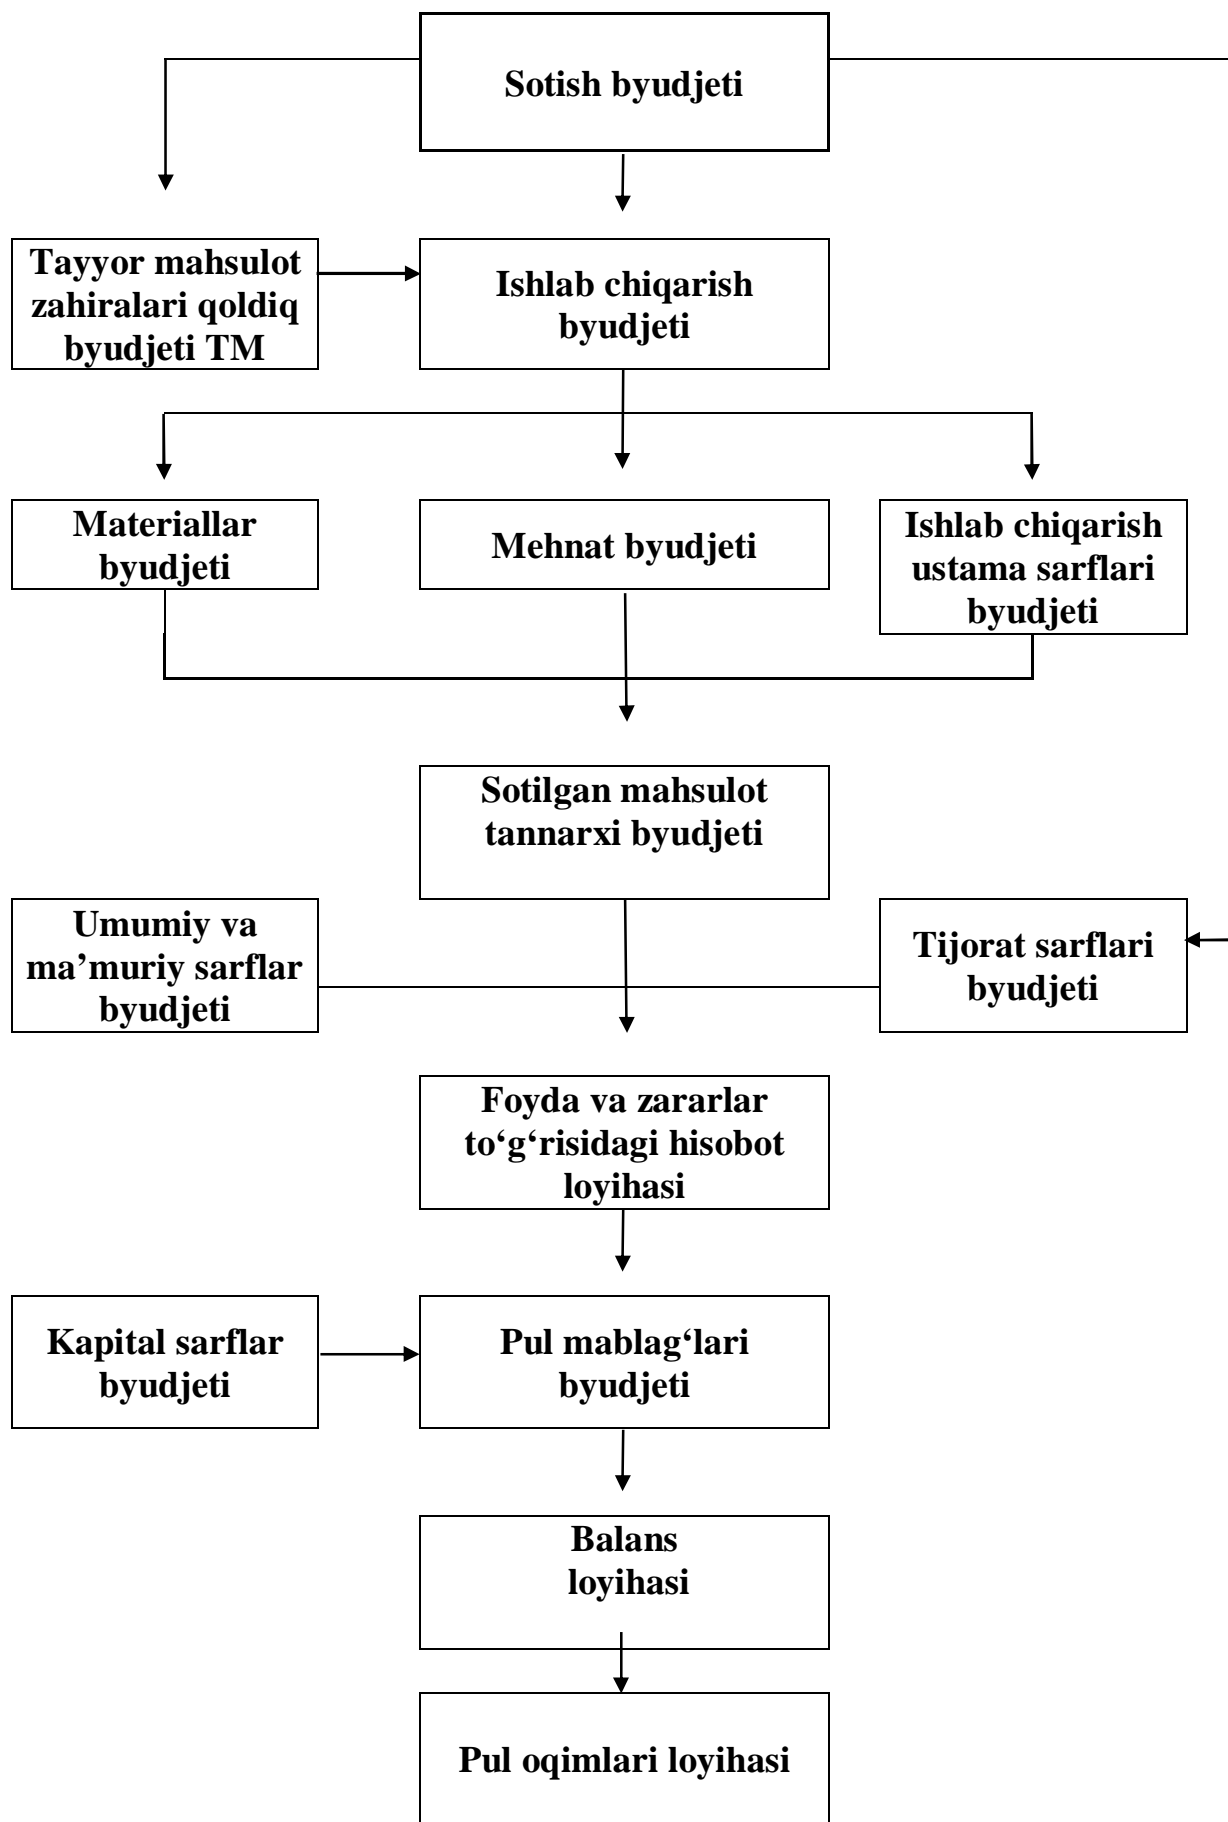 Sotish byudjeti
Tayyor mahsulot
zahiralari qoldiq
byudjeti TM
Ishlab chiqarish
byudjeti
Materiallar
byudjeti
Mehnat byudjeti
Ishlab chiqarish
ustama sarflari
byudjeti
Sotilgan mahsulot
tannarxi byudjeti
Umumiy va
ma’muriy sarflar
byudjeti
Tijorat sarflari
byudjeti
Foyda va zararlar
to‘g‘risidagi hisobot
loyihasi
Kapital sarflar
byudjeti
Pul mablag‘lari
byudjeti
Balans
loyihasi
Pul oqimlari loyihasi